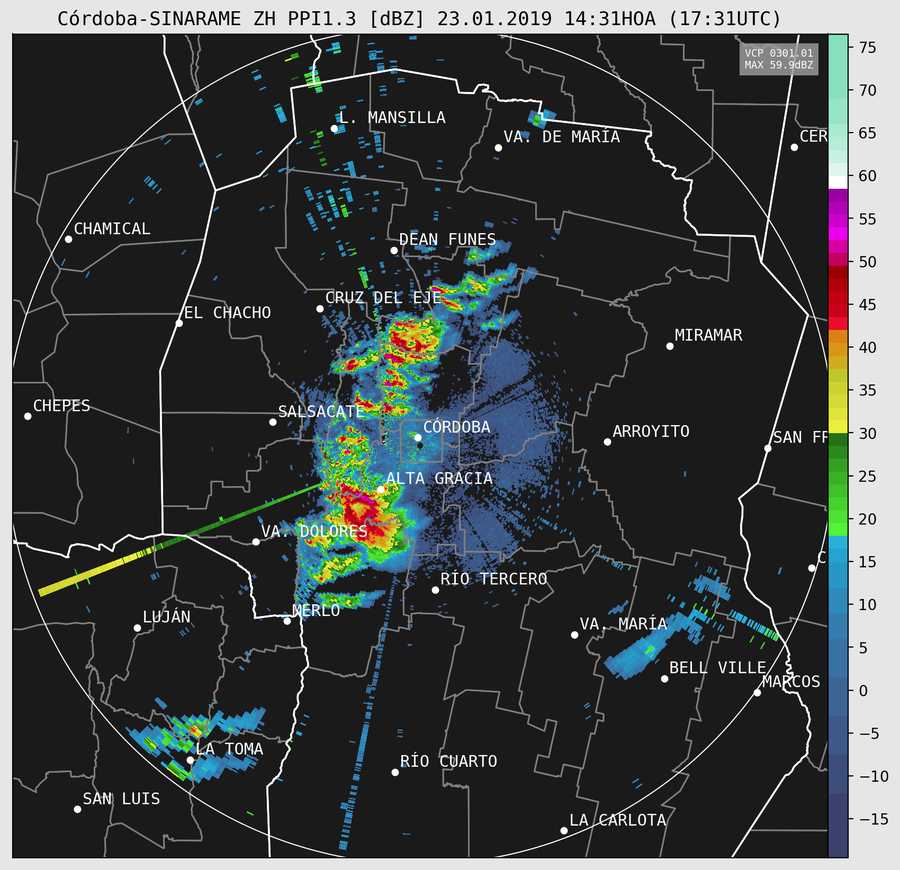 Córdoba-SINARAME ZH PPI1.3 [dBZ] 23.01.2019 14:31HOA (17:31UTC)
VCP 0301.01
MAX 59.9dBZ
75
70
65
60
55
50
45
40
35
30
25
20
15
10
5
0
−5
−10
−15
L. MANSILLA
VA. DE MARÍA
CER
CHAMICAL
DEAN FUNES
CRUZ DEL EJE
EL CHACHO
MIRAMAR
CHEPES
SALSACATE
CÓRDOBA
ARROYITO
SAN FR
ALTA GRACIA
VA. DOLORES
C
RÍO TERCERO
MERLO
LUJÁN
VA. MARÍA
BELL VILLE
MARCOS
LA TOMA
RÍO CUARTO
SAN LUIS
LA CARLOTA